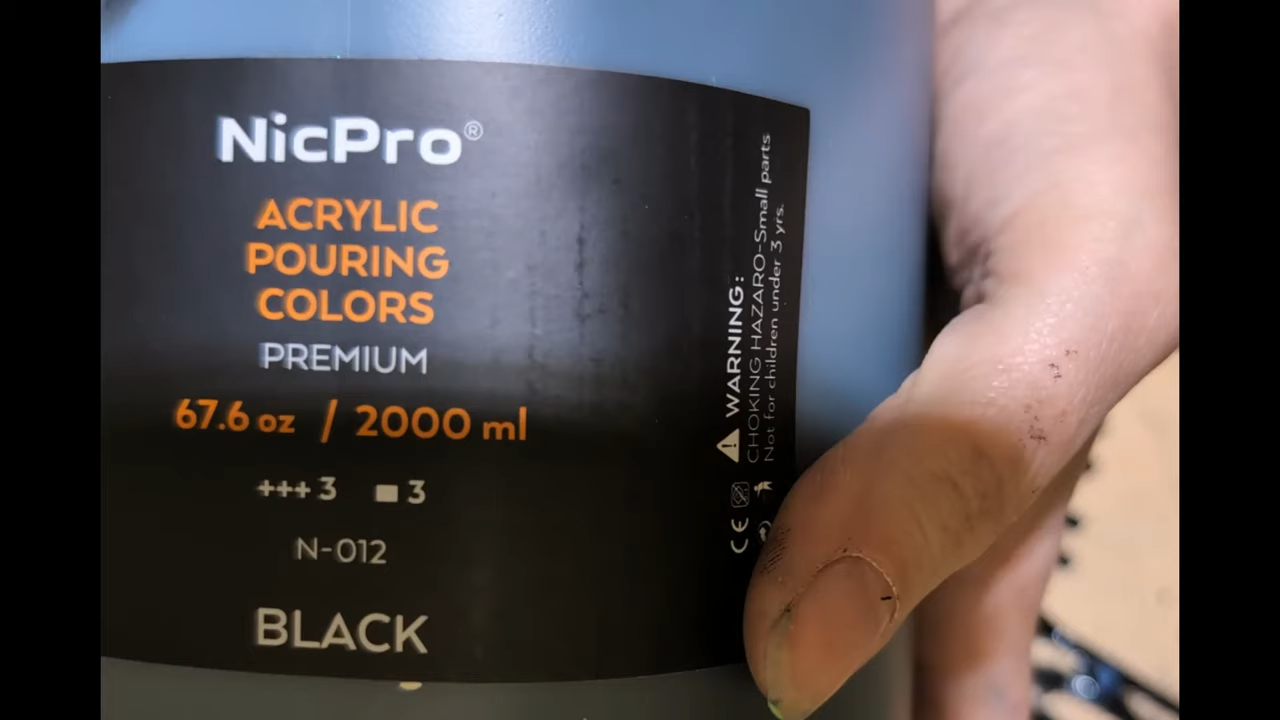 NicPro®
ACRYLIC
POURING
COLORS
PREMIUM
67.6 oz / 2000 ml
+++ 3 ■ 3
N-012
BLACK
⚠ WARNING:
CHOKING HAZARO-Small parts
Not for children under 3 yrs.
CE